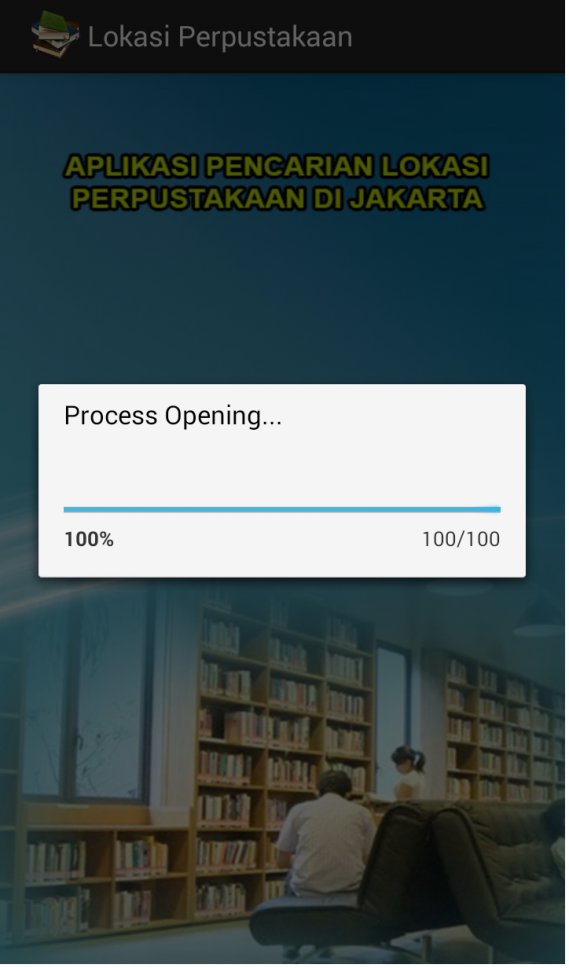 Lokasi Perpustakaan
APLIKASI PENCARIAN LOKASI
PERPUSTAKAAN DI JAKARTA
Process Opening...
100% 100/100